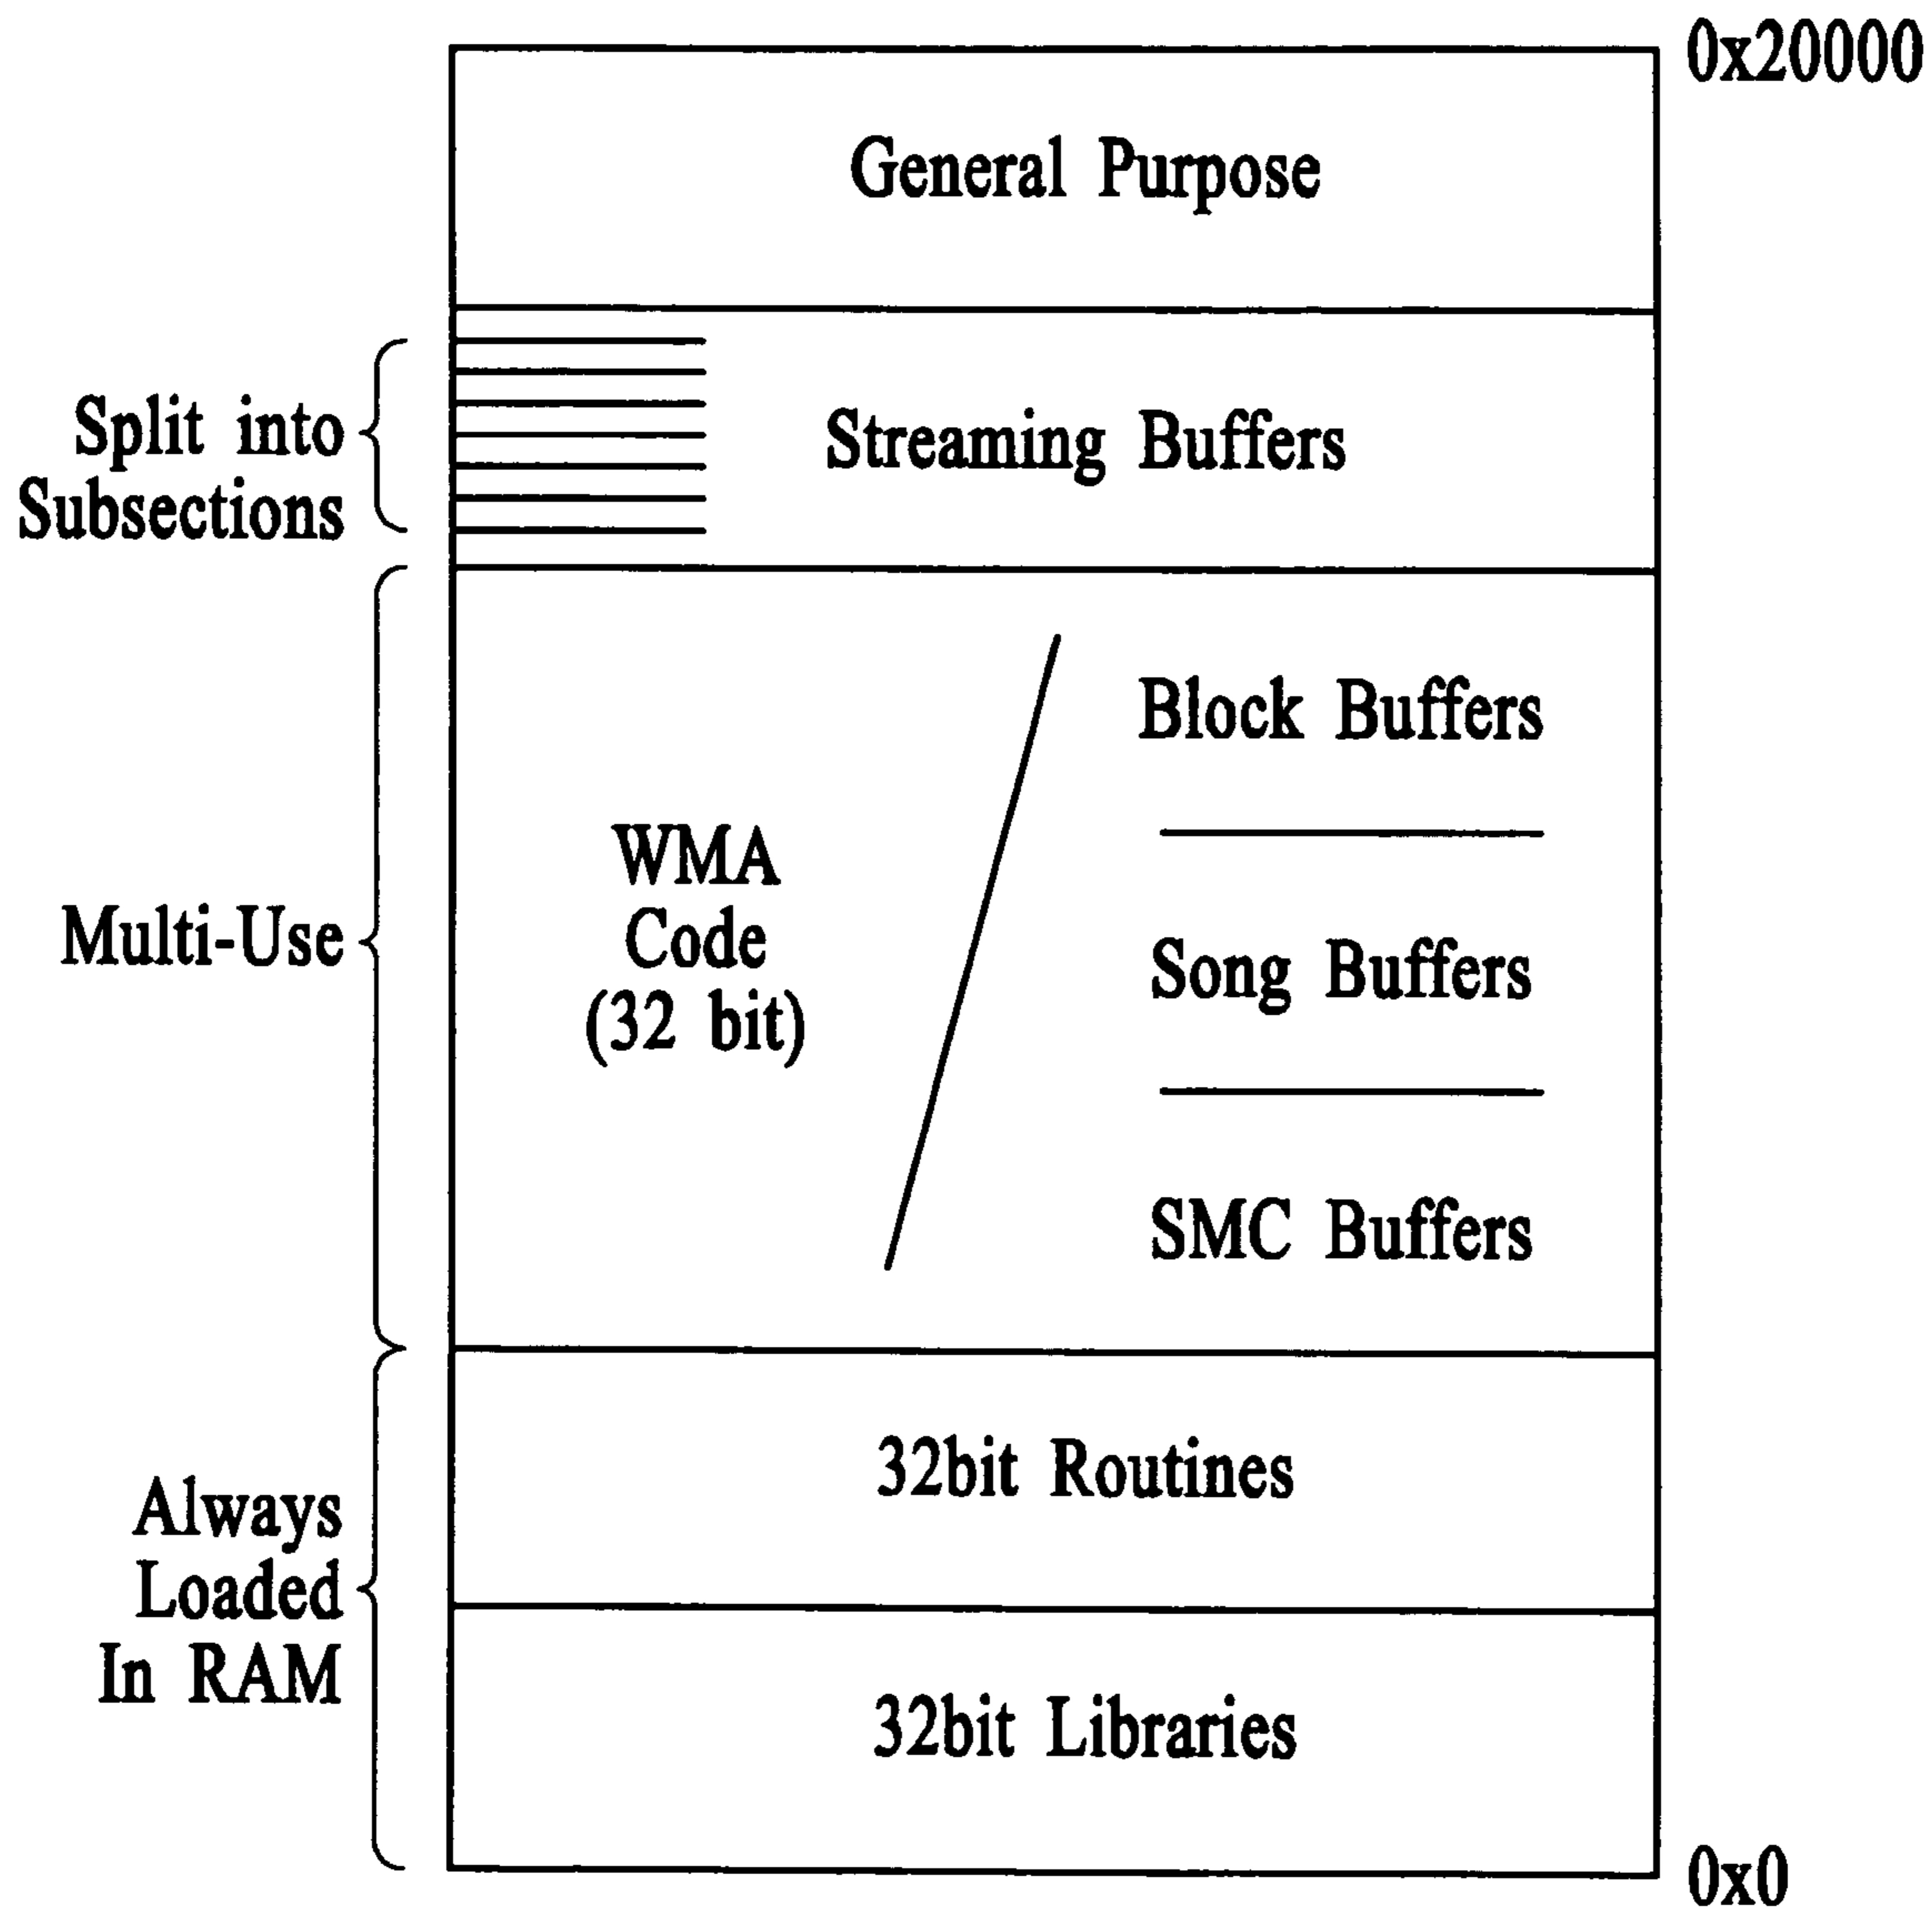 0x20000
General Purpose
Split into
Subsections
Streaming Buffers
Multi-Use
WMA
Code
(32 bit)
Block Buffers
Song Buffers
SMC Buffers
Always
Loaded
In RAM
32bit Routines
32bit Libraries
0x0